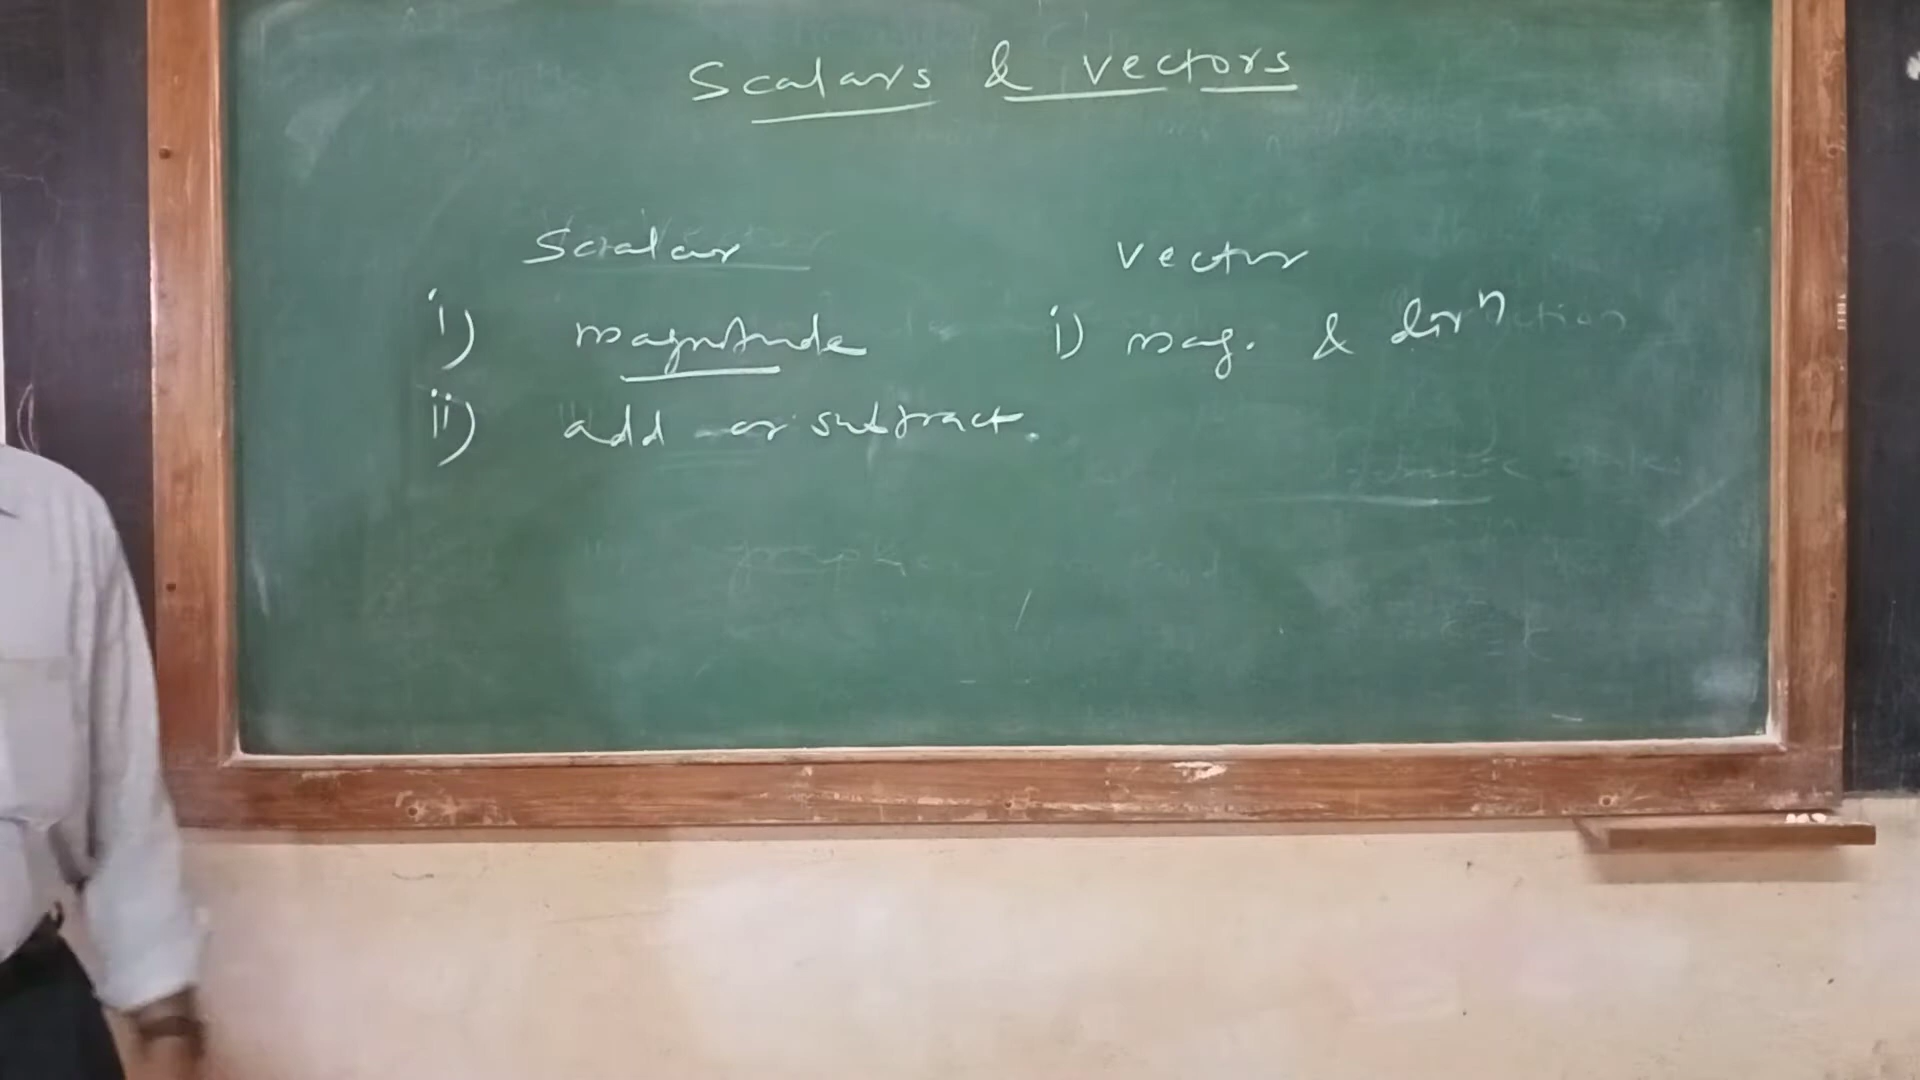 Scalars & vectors
Scalar
Vector
i) magnitude
i) mag. & dirⁿ
ii) add or subtract.